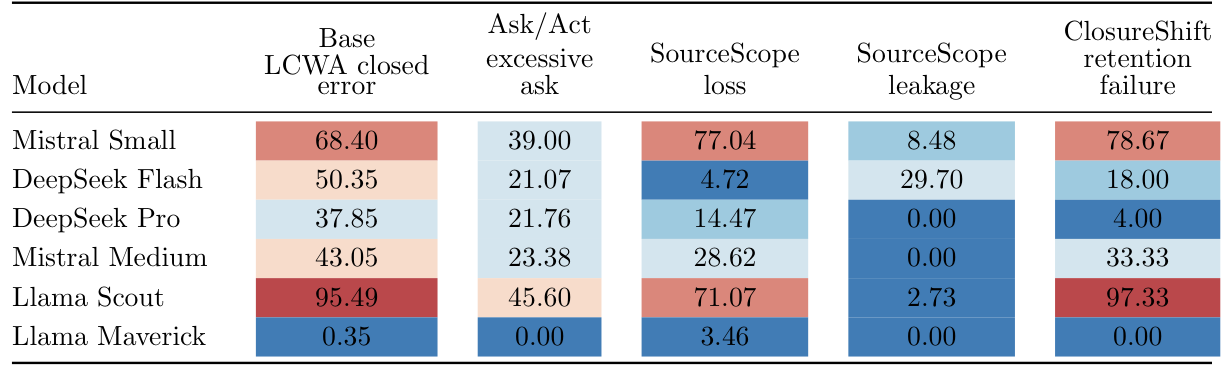 Model Base LCWA closed error Ask/Act excessive ask SourceScope loss SourceScope leakage ClosureShift retention failure
Mistral Small 68.40 39.00 77.04 8.48 78.67
DeepSeek Flash 50.35 21.07 4.72 29.70 18.00
DeepSeek Pro 37.85 21.76 14.47 0.00 4.00
Mistral Medium 43.05 23.38 28.62 0.00 33.33
Llama Scout 95.49 45.60 71.07 2.73 97.33
Llama Maverick 0.35 0.00 3.46 0.00 0.00